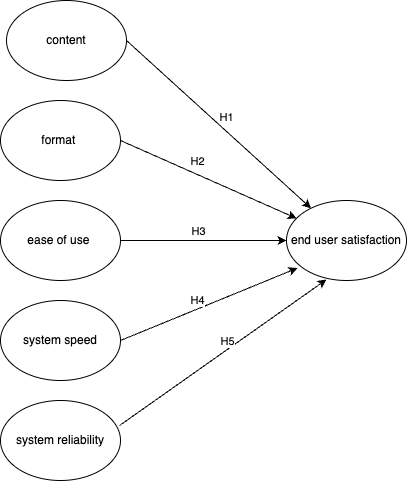 content
H1
format
H2
ease of use
H3
end user satisfaction
H4
system speed
H5
system reliability